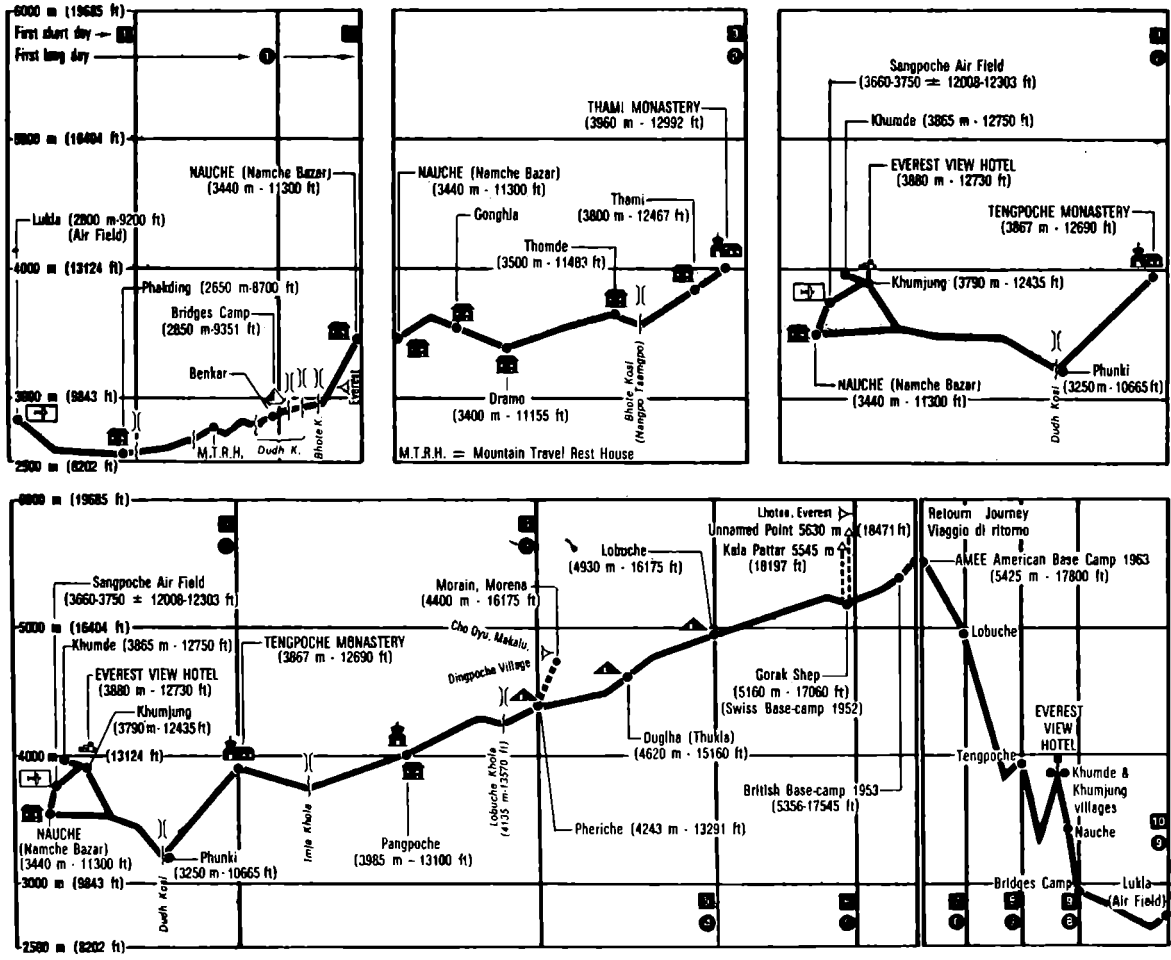 6000 m (19685 ft)
First short day
First long day
1
5000 m (16404 ft)
NAUCHE (Namche Bazar)
(3440 m - 11300 ft)
Lukla (2800 m-9200 ft)
(Air Field)
4000 m (13124 ft)
Phakding (2650 m-8700 ft)
Bridges Camp
(2850 m-9351 ft)
Benkar
3000 m (9843 ft)
Everest
M.T.R.H.
Dudh K.
Bhote K.
2500 m (8202 ft)
THAMI MONASTERY
(3960 m - 12992 ft)
NAUCHE (Namche Bazar)
(3440 m - 11300 ft)
Gonghla
Thami
(3800 m - 12467 ft)
Thomde
(3500 m - 11483 ft)
Dramo
(3400 m - 11155 ft)
Bhote Kosi
(Nangpo Tsamgpo)
M.T.R.H. = Mountain Travel Rest House
Sangpoche Air Field
(3660-3750 ± 12008-12303 ft)
Khumde (3865 m - 12750 ft)
EVEREST VIEW HOTEL
(3880 m - 12730 ft)
TENGPOCHE MONASTERY
(3867 m - 12690 ft)
Khumjung (3790 m - 12435 ft)
NAUCHE (Namche Bazar)
(3440 m - 11300 ft)
Dudh Kosi
Phunki
(3250 m - 10665 ft)
6000 m (19685 ft)
Sangpoche Air Field
(3660-3750 ± 12008-12303 ft)
5000 m (16404 ft)
Khumde (3865 m - 12750 ft)
EVEREST VIEW HOTEL
(3880 m - 12730 ft)
Khumjung
(3790 m - 12435 ft)
4000 m (13124 ft)
NAUCHE
(Namche Bazar)
(3440 m - 11300 ft)
3000 m (9843 ft)
2500 m (8202 ft)
Dudh Kosi
Phunki
(3250 m - 10665 ft)
TENGPOCHE MONASTERY
(3867 m - 12690 ft)
Imja Khola
Pangpoche
(3985 m - 13100 ft)
Morain, Morena
(4400 m - 16175 ft)
Cho Oyu, Makalu,
Dingpoche Village
Lobuche Khola
(4135 m-13570 ft)
Pheriche (4243 m - 13291 ft)
Lobuche
(4930 m - 16175 ft)
Duglha (Thukla)
(4620 m - 15160 ft)
Lhotse, Everest
Unnamed Point 5630 m (18471 ft)
Kala Pattar 5545 m
(18197 ft)
Gorak Shep
(5160 m - 17060 ft)
(Swiss Base-camp 1952)
British Base-camp 1953
(5356-17545 ft)
Retourn Journey
Viaggio di ritorno
AMEE American Base Camp 1963
(5425 m - 17800 ft)
Lobuche
EVEREST
VIEW
HOTEL
Tengpoche
Khumde &
Khumjung
villages
Nauche
10
9
Bridges Camp
Lukla
(Air Field)